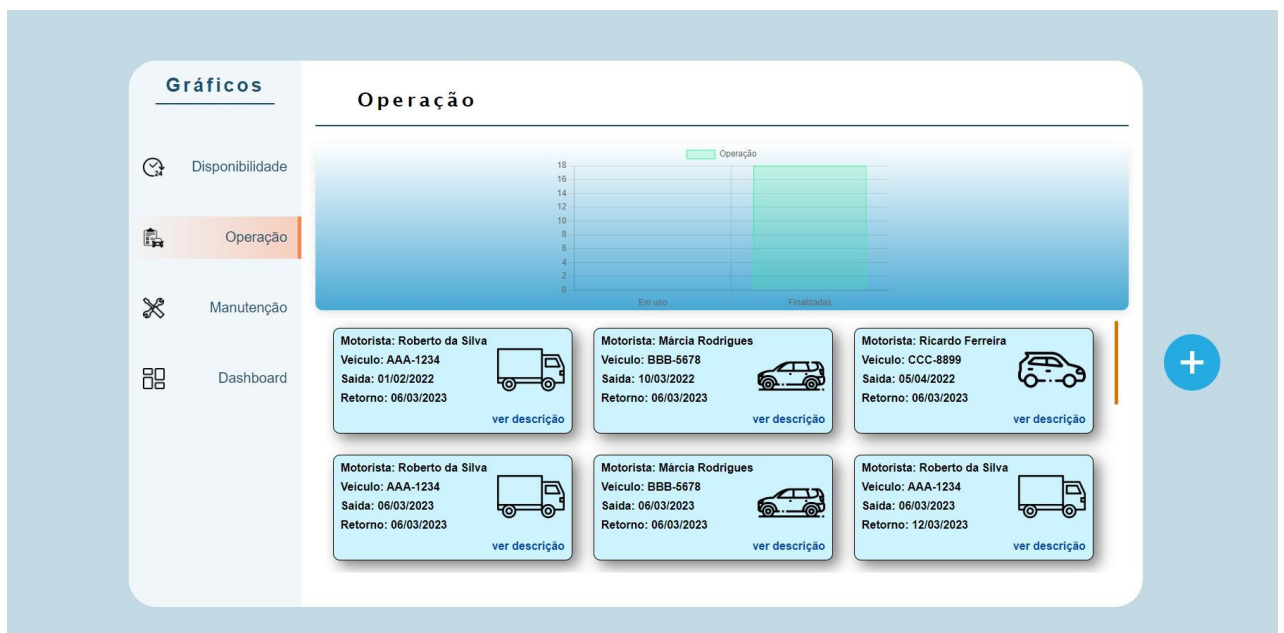 Gráficos
Disponibilidade
24
Operação
Manutenção
Dashboard
Operação
Operação
18
16
14
12
10
8
6
4
2
0
Em uso
Finalizadas
Motorista: Roberto da Silva
Veículo: AAA-1234
Saída: 01/02/2022
Retorno: 06/03/2023
ver descrição
Motorista: Márcia Rodrigues
Veículo: BBB-5678
Saída: 10/03/2022
Retorno: 06/03/2023
ver descrição
Motorista: Ricardo Ferreira
Veículo: CCC-8899
Saída: 05/04/2022
Retorno: 06/03/2023
ver descrição
Motorista: Roberto da Silva
Veículo: AAA-1234
Saída: 06/03/2023
Retorno: 06/03/2023
ver descrição
Motorista: Márcia Rodrigues
Veículo: BBB-5678
Saída: 06/03/2023
Retorno: 06/03/2023
ver descrição
Motorista: Roberto da Silva
Veículo: AAA-1234
Saída: 06/03/2023
Retorno: 12/03/2023
ver descrição
+